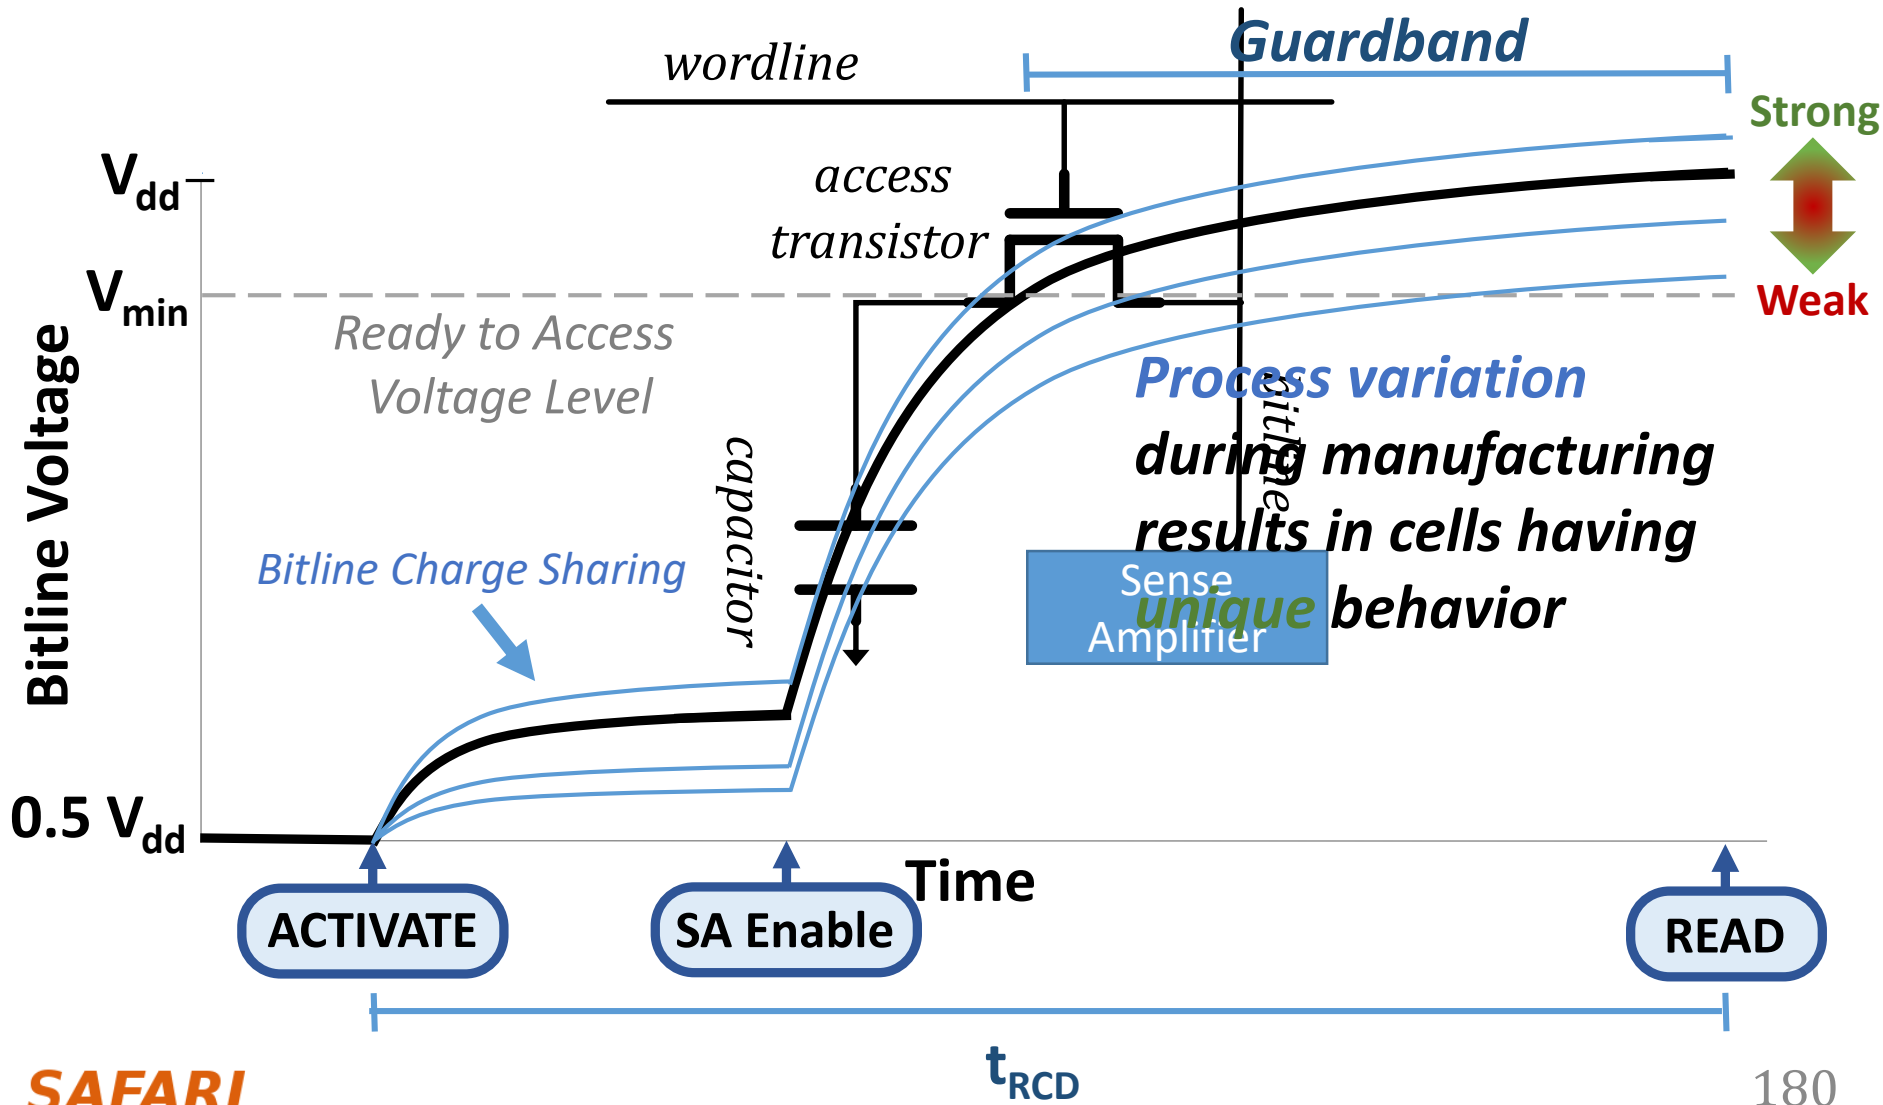 Guardband
wordline
Strong
access
transistor
Vdd
Vmin
Weak
Ready to Access
Voltage Level
Process variation
during manufacturing
results in cells having
unique behavior
bitline
capacitor
Bitline Voltage
Bitline Charge Sharing
Sense
Amplifier
0.5 Vdd
Time
ACTIVATE
SA Enable
READ
tRCD
SAFARI
180